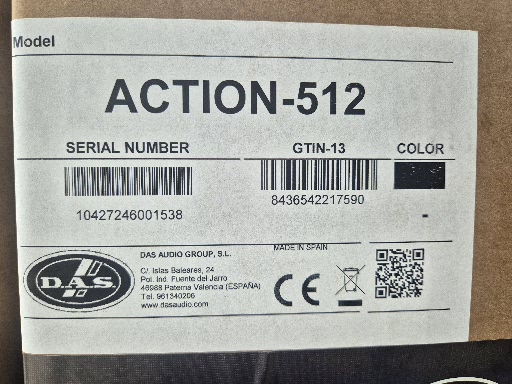 Model
ACTION-512
SERIAL NUMBER
10427246001538
GTIN-13
8436542217590
COLOR
-
D.A.S.
DAS AUDIO GROUP, S.L.
C/. Islas Baleares, 24
Pol. Ind. Fuente del Jarro
46988 Paterna Valencia (ESPAÑA)
Tel. 961340206
www.dasaudio.com
MADE IN SPAIN
CE